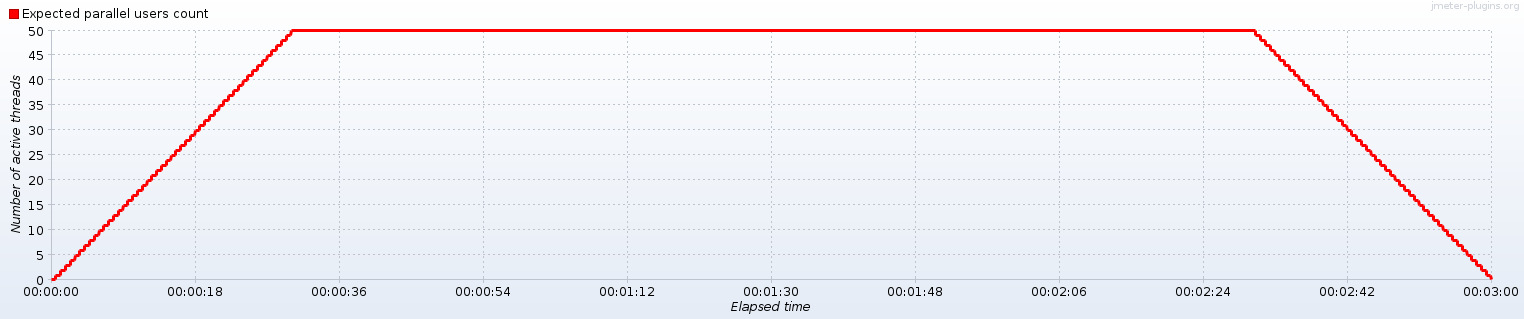 Expected parallel users count
jmeter-plugins.org
Number of active threads
50
45
40
35
30
25
20
15
10
5
0
00:00:00 00:00:18 00:00:36 00:00:54 00:01:12 00:01:30 00:01:48 00:02:06 00:02:24 00:02:42 00:03:00
Elapsed time